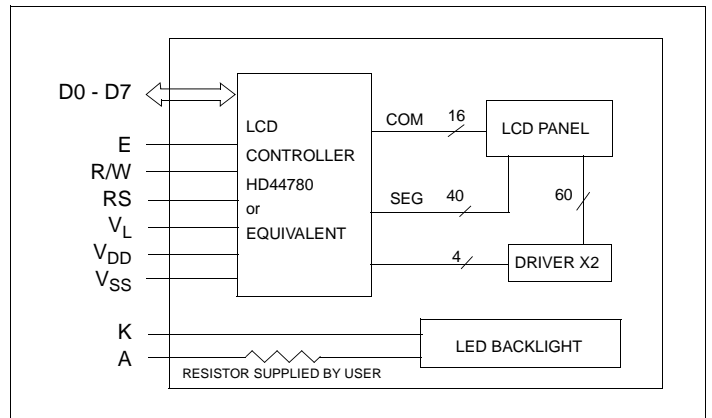 D0 - D7
E
R/W
RS
VL
VDD
VSS
K
A
LCD
CONTROLLER
HD44780
or
EQUIVALENT
COM 16
LCD PANEL
SEG 40
60
4
DRIVER X2
LED BACKLIGHT
RESISTOR SUPPLIED BY USER